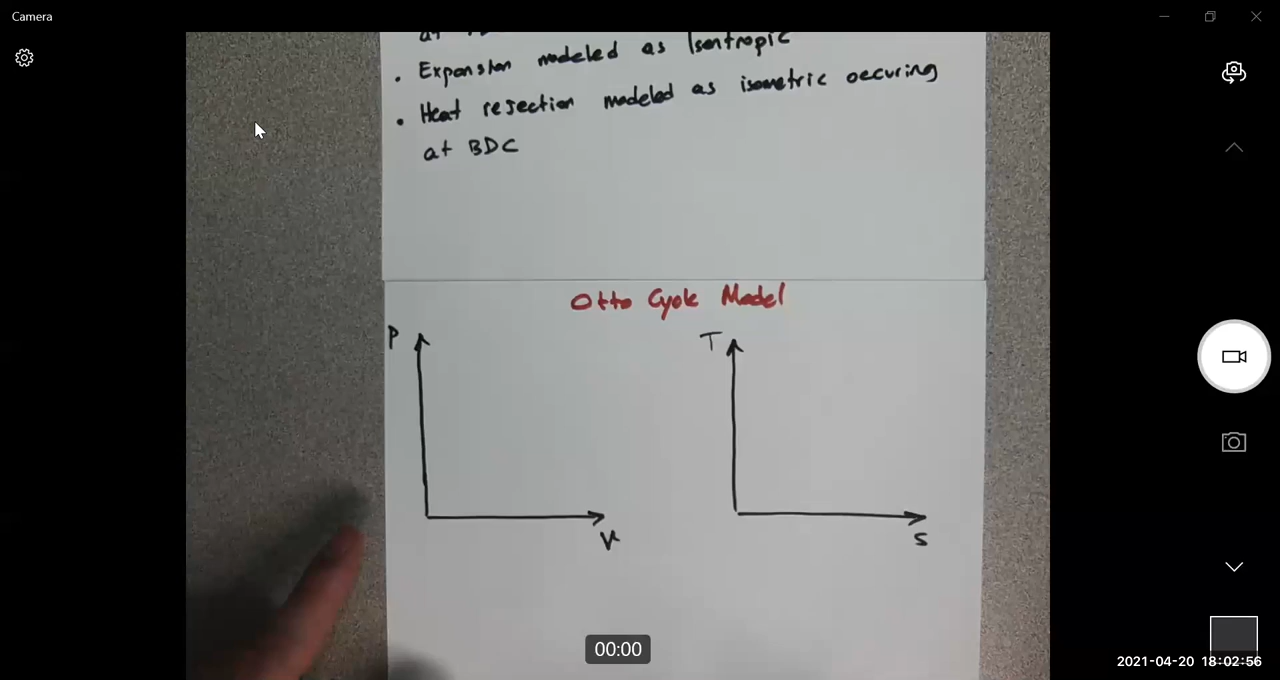 Camera
at
• Expansion modeled as Isentropic
• Heat rejection modeled as isometric occuring
at BDC
Otto Cycle Model
P
T
V
S
00:00
2021-04-20 18:02:56